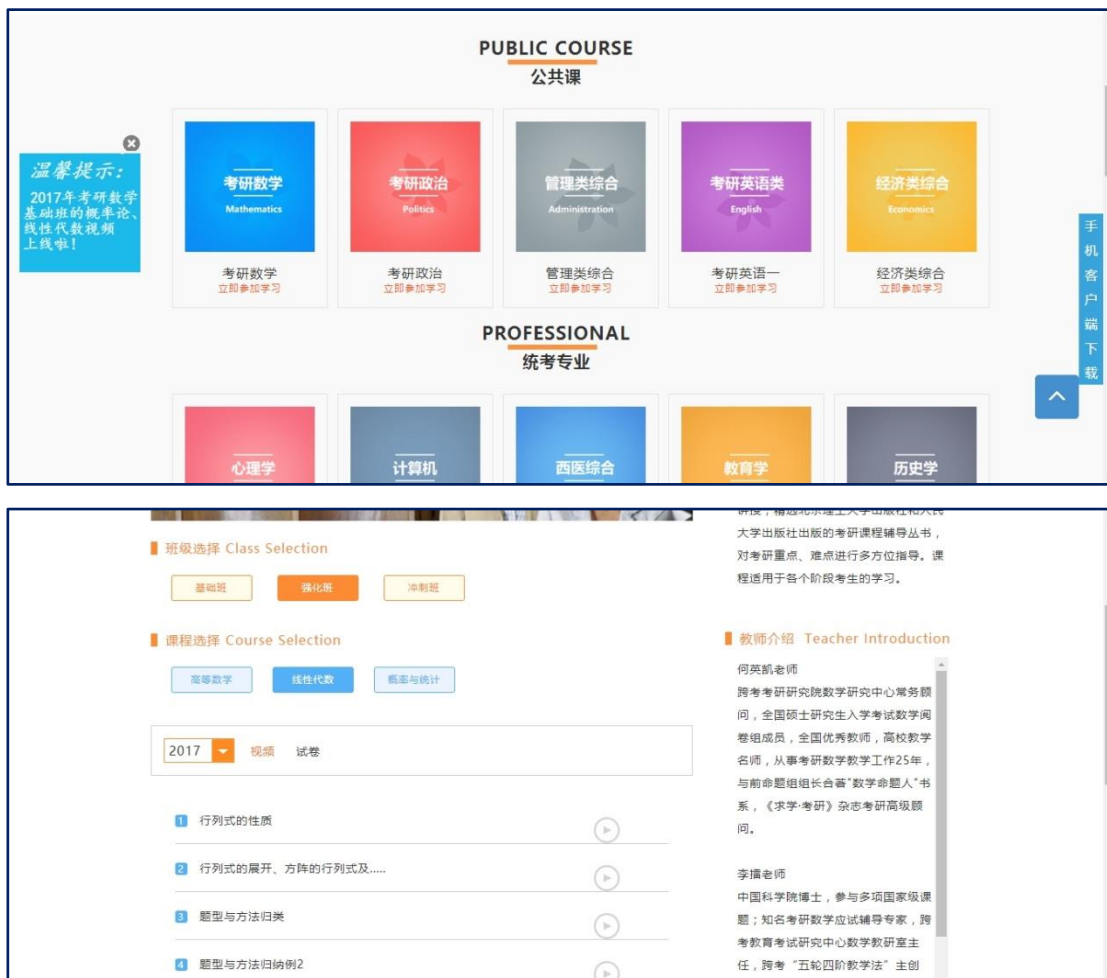 PUBLIC COURSE
公共课
温馨提示：
2017年考研数学
基础班的概率论、
线性代数视频
上线啦！
考研数学
Mathematics
考研政治
Politics
管理类综合
Administration
考研英语类
English
经济类综合
Economics
考研数学
立即参加学习
考研政治
立即参加学习
管理类综合
立即参加学习
考研英语一
立即参加学习
经济类综合
立即参加学习
手机客户端下载
PROFESSIONAL
统考专业
心理学
计算机
西医综合
教育学
历史学
班级选择 Class Selection
基础班
强化班
冲刺班
课程选择 Course Selection
高等数学
线性代数
概率与统计
2017
视频
试卷
1 行列式的性质
2 行列式的展开、方阵的行列式及.....
3 题型与方法归类
4 题型与方法归纳例2
大学出版社出版的考研课程辅导丛书，
对考研重点、难点进行多方位指导。课
程适用于各个阶段考生的学习。
教师介绍 Teacher Introduction
何英凯老师
跨考考研研究院数学研究中心常务顾
问，全国硕士研究生入学考试数学阅
卷组成员，全国优秀教师，高校教学
名师，从事考研数学教学工作25年，
与前命题组组长合著"数学命题人"书
系，《求学·考研》杂志考研高级顾
问。
李擂老师
中国科学院博士，参与多项国家级课
题；知名考研数学应试辅导专家，跨
考教育考试研究中心数学教研室主
任，跨考“五轮四阶教学法”主创